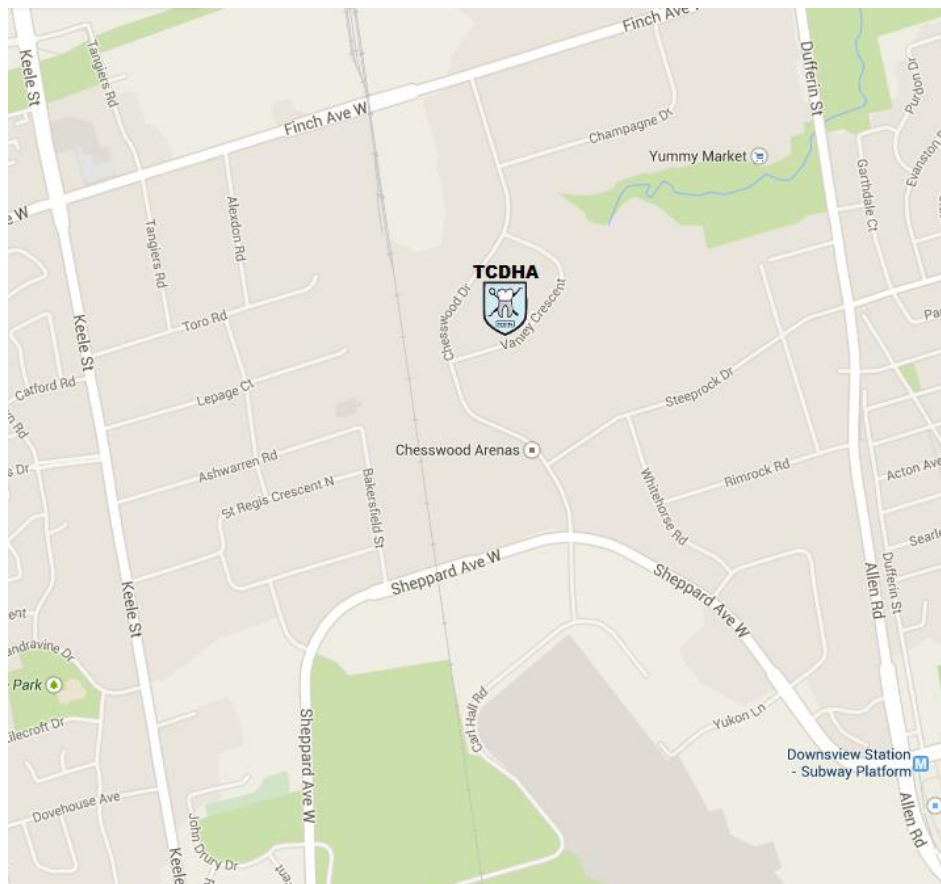 Finch Ave W
Keele St
Tangiers Rd
Dufferin St
Purdon Dr
Finch Ave W
Champagne Dr
Yummy Market
Garthdale Ct
Alexdon Rd
Tangiers Rd
TCDHA
Chesswood Dr
Vanley Crescent
Toro Rd
Keele St
Catford Rd
Lepage Ct
Steeprock Dr
Chesswood Arenas
Ashwarren Rd
St Regis Crescent N
Bakersfield St
Whitehorse Rd
Rimrock Rd
Acton Ave
Sheppard Ave W
Sheppard Ave W
Allen Rd
Dufferin St
Keele St
Park
Carl Hall Rd
Yukon Ln
Sheppard Ave W
Downsview Station
- Subway Platform
Dovehouse Ave
John Drury Dr
Keele St
Allen Rd